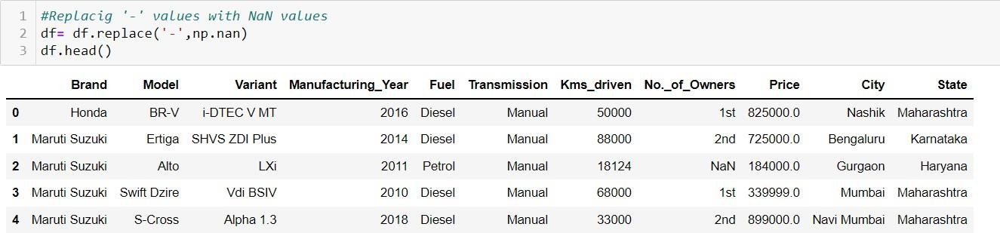 1 #Replacig '-' values with NaN values
2 df= df.replace('-',np.nan)
3 df.head()
Brand Model Variant Manufacturing_Year Fuel Transmission Kms_driven No._of_Owners Price City State
0 Honda BR-V i-DTEC V MT 2016 Diesel Manual 50000 1st 825000.0 Nashik Maharashtra
1 Maruti Suzuki Ertiga SHVS ZDI Plus 2014 Diesel Manual 88000 2nd 725000.0 Bengaluru Karnataka
2 Maruti Suzuki Alto LXi 2011 Petrol Manual 18124 NaN 184000.0 Gurgaon Haryana
3 Maruti Suzuki Swift Dzire Vdi BSIV 2010 Diesel Manual 68000 1st 339999.0 Mumbai Maharashtra
4 Maruti Suzuki S-Cross Alpha 1.3 2018 Diesel Manual 33000 2nd 899000.0 Navi Mumbai Maharashtra